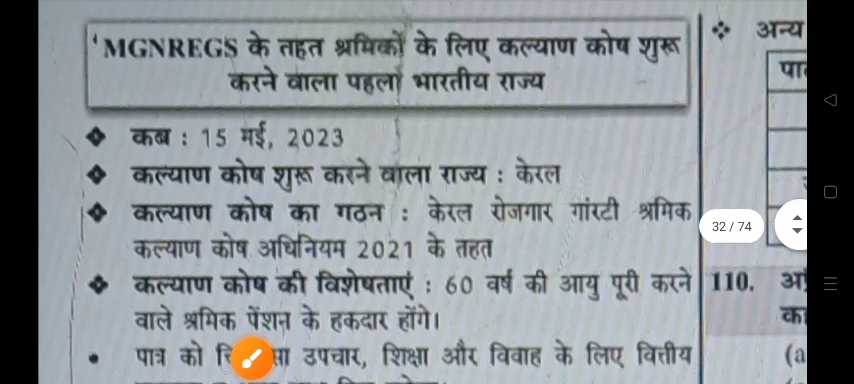 'MGNREGS के तहत श्रमिकों के लिए कल्याण कोष शुरू
करने वाला पहला भारतीय राज्य
❖ कब : 15 मई, 2023
❖ कल्याण कोष शुरू करने वाला राज्य : केरल
❖ कल्याण कोष का गठन : केरल रोजगार गांरटी श्रमिक
कल्याण कोष अधिनियम 2021 के तहत
❖ कल्याण कोष की विशेषताएं : 60 वर्ष की आयु पूरी करने
वाले श्रमिक पेंशन के हकदार होंगे।
• पात्र को उपचार, शिक्षा और विवाह के लिए वित्तीय
❖ अन्य
32 / 74
110.
(a